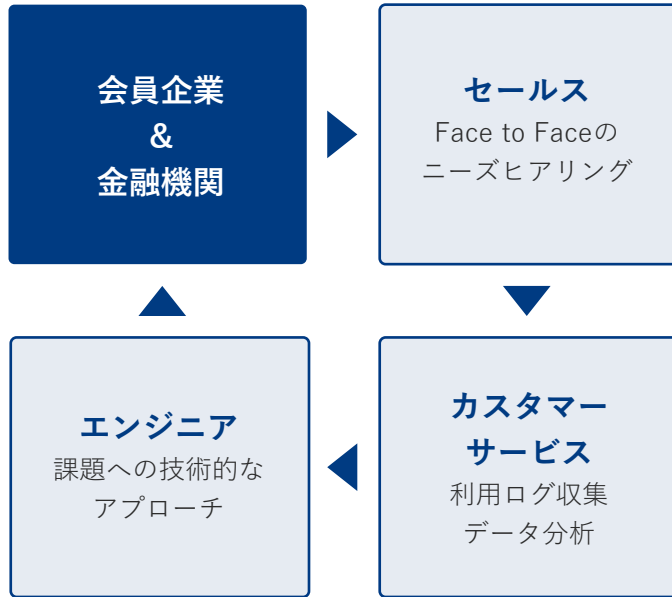 会員企業
&
金融機関
セールス
Face to Faceの
ニーズヒアリング
カスタマー
サービス
利用ログ収集
データ分析
エンジニア
課題への技術的な
アプローチ